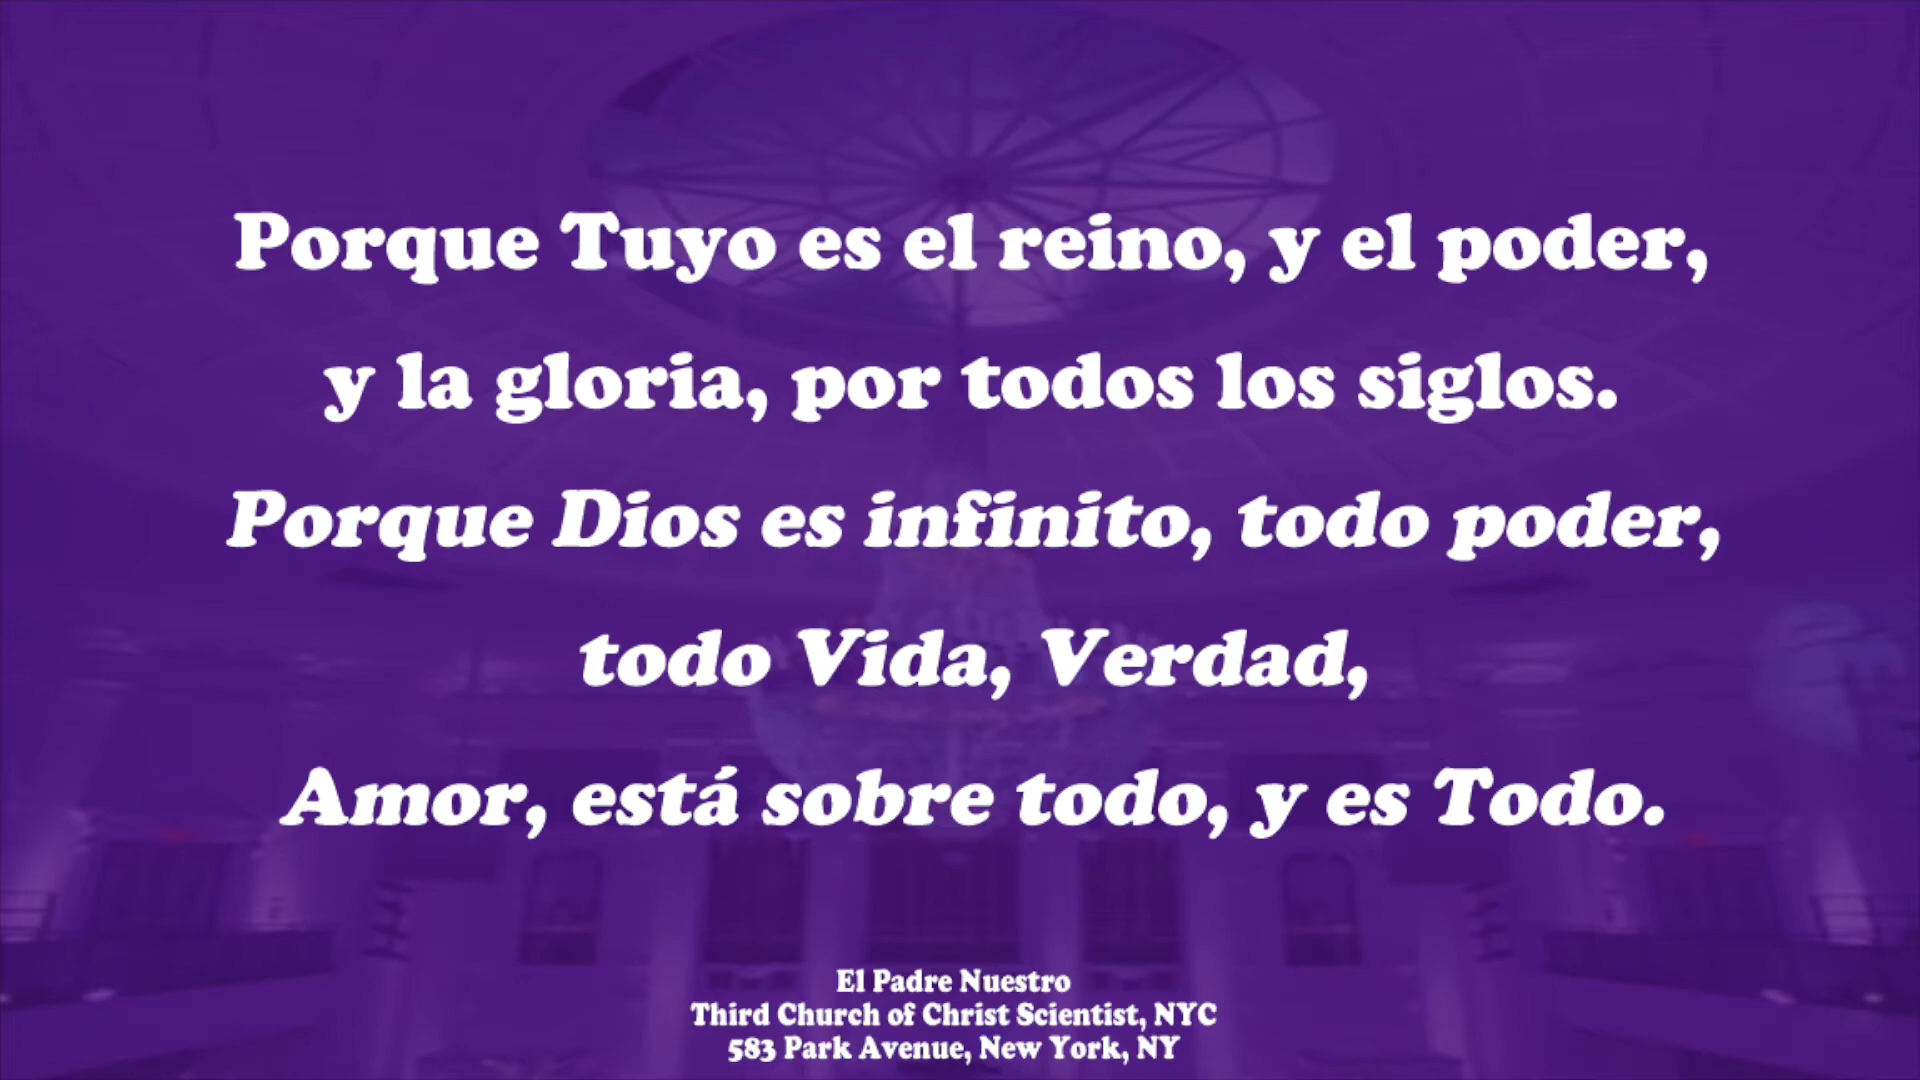 Porque Tuyo es el reino, y el poder,
y la gloria, por todos los siglos.
Porque Dios es infinito, todo poder,
todo Vida, Verdad,
Amor, está sobre todo, y es Todo.
El Padre Nuestro
Third Church of Christ Scientist, NYC
583 Park Avenue, New York, NY